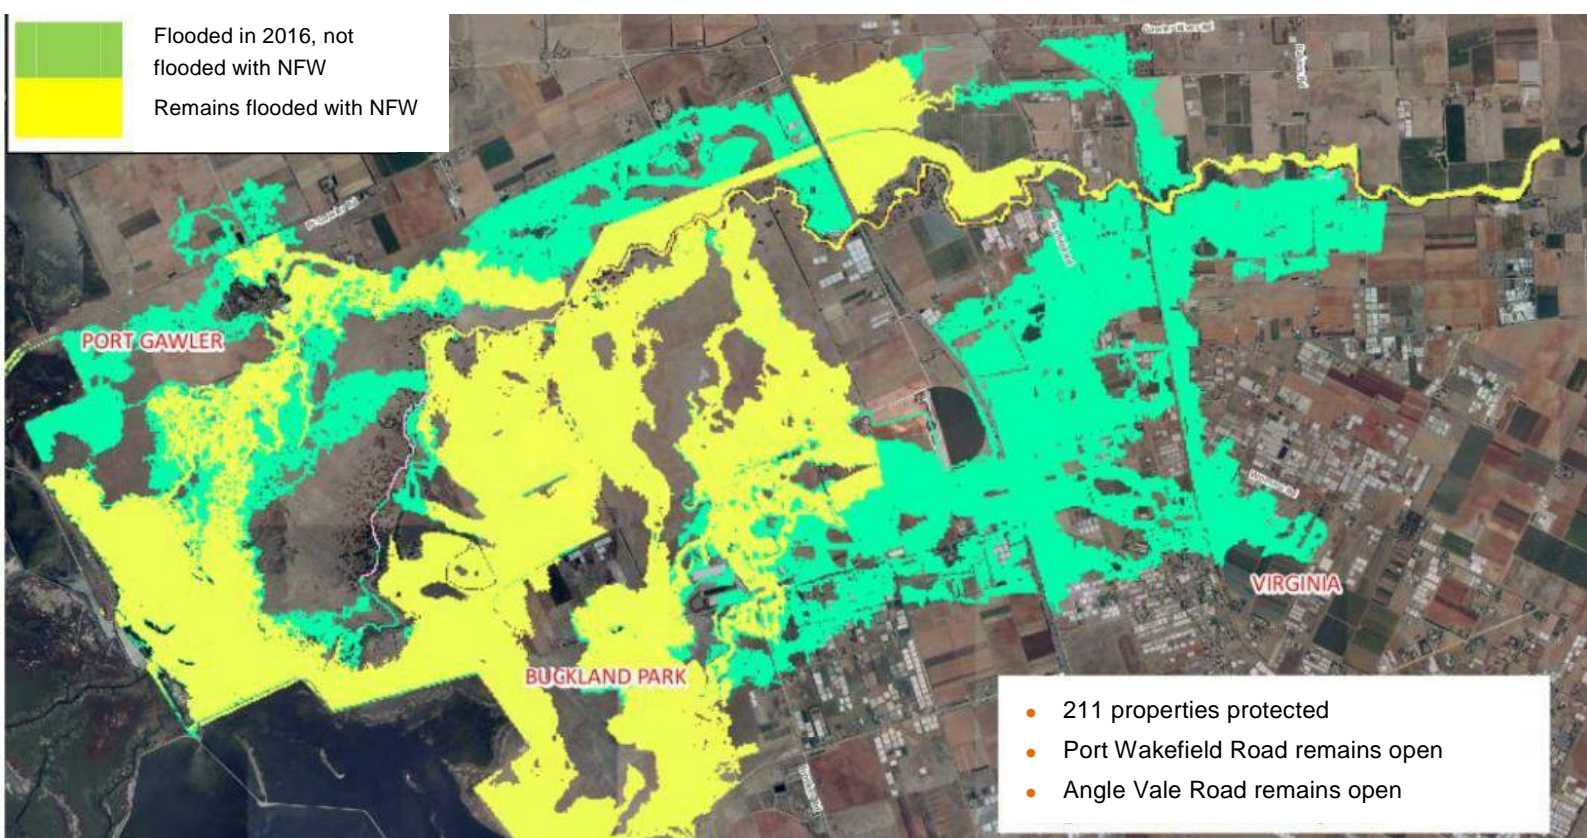 Flooded in 2016, not
flooded with NFW
Remains flooded with NFW
PORT GAWLER
VIRGINIA
BUCKLAND PARK
• 211 properties protected
• Port Wakefield Road remains open
• Angle Vale Road remains open